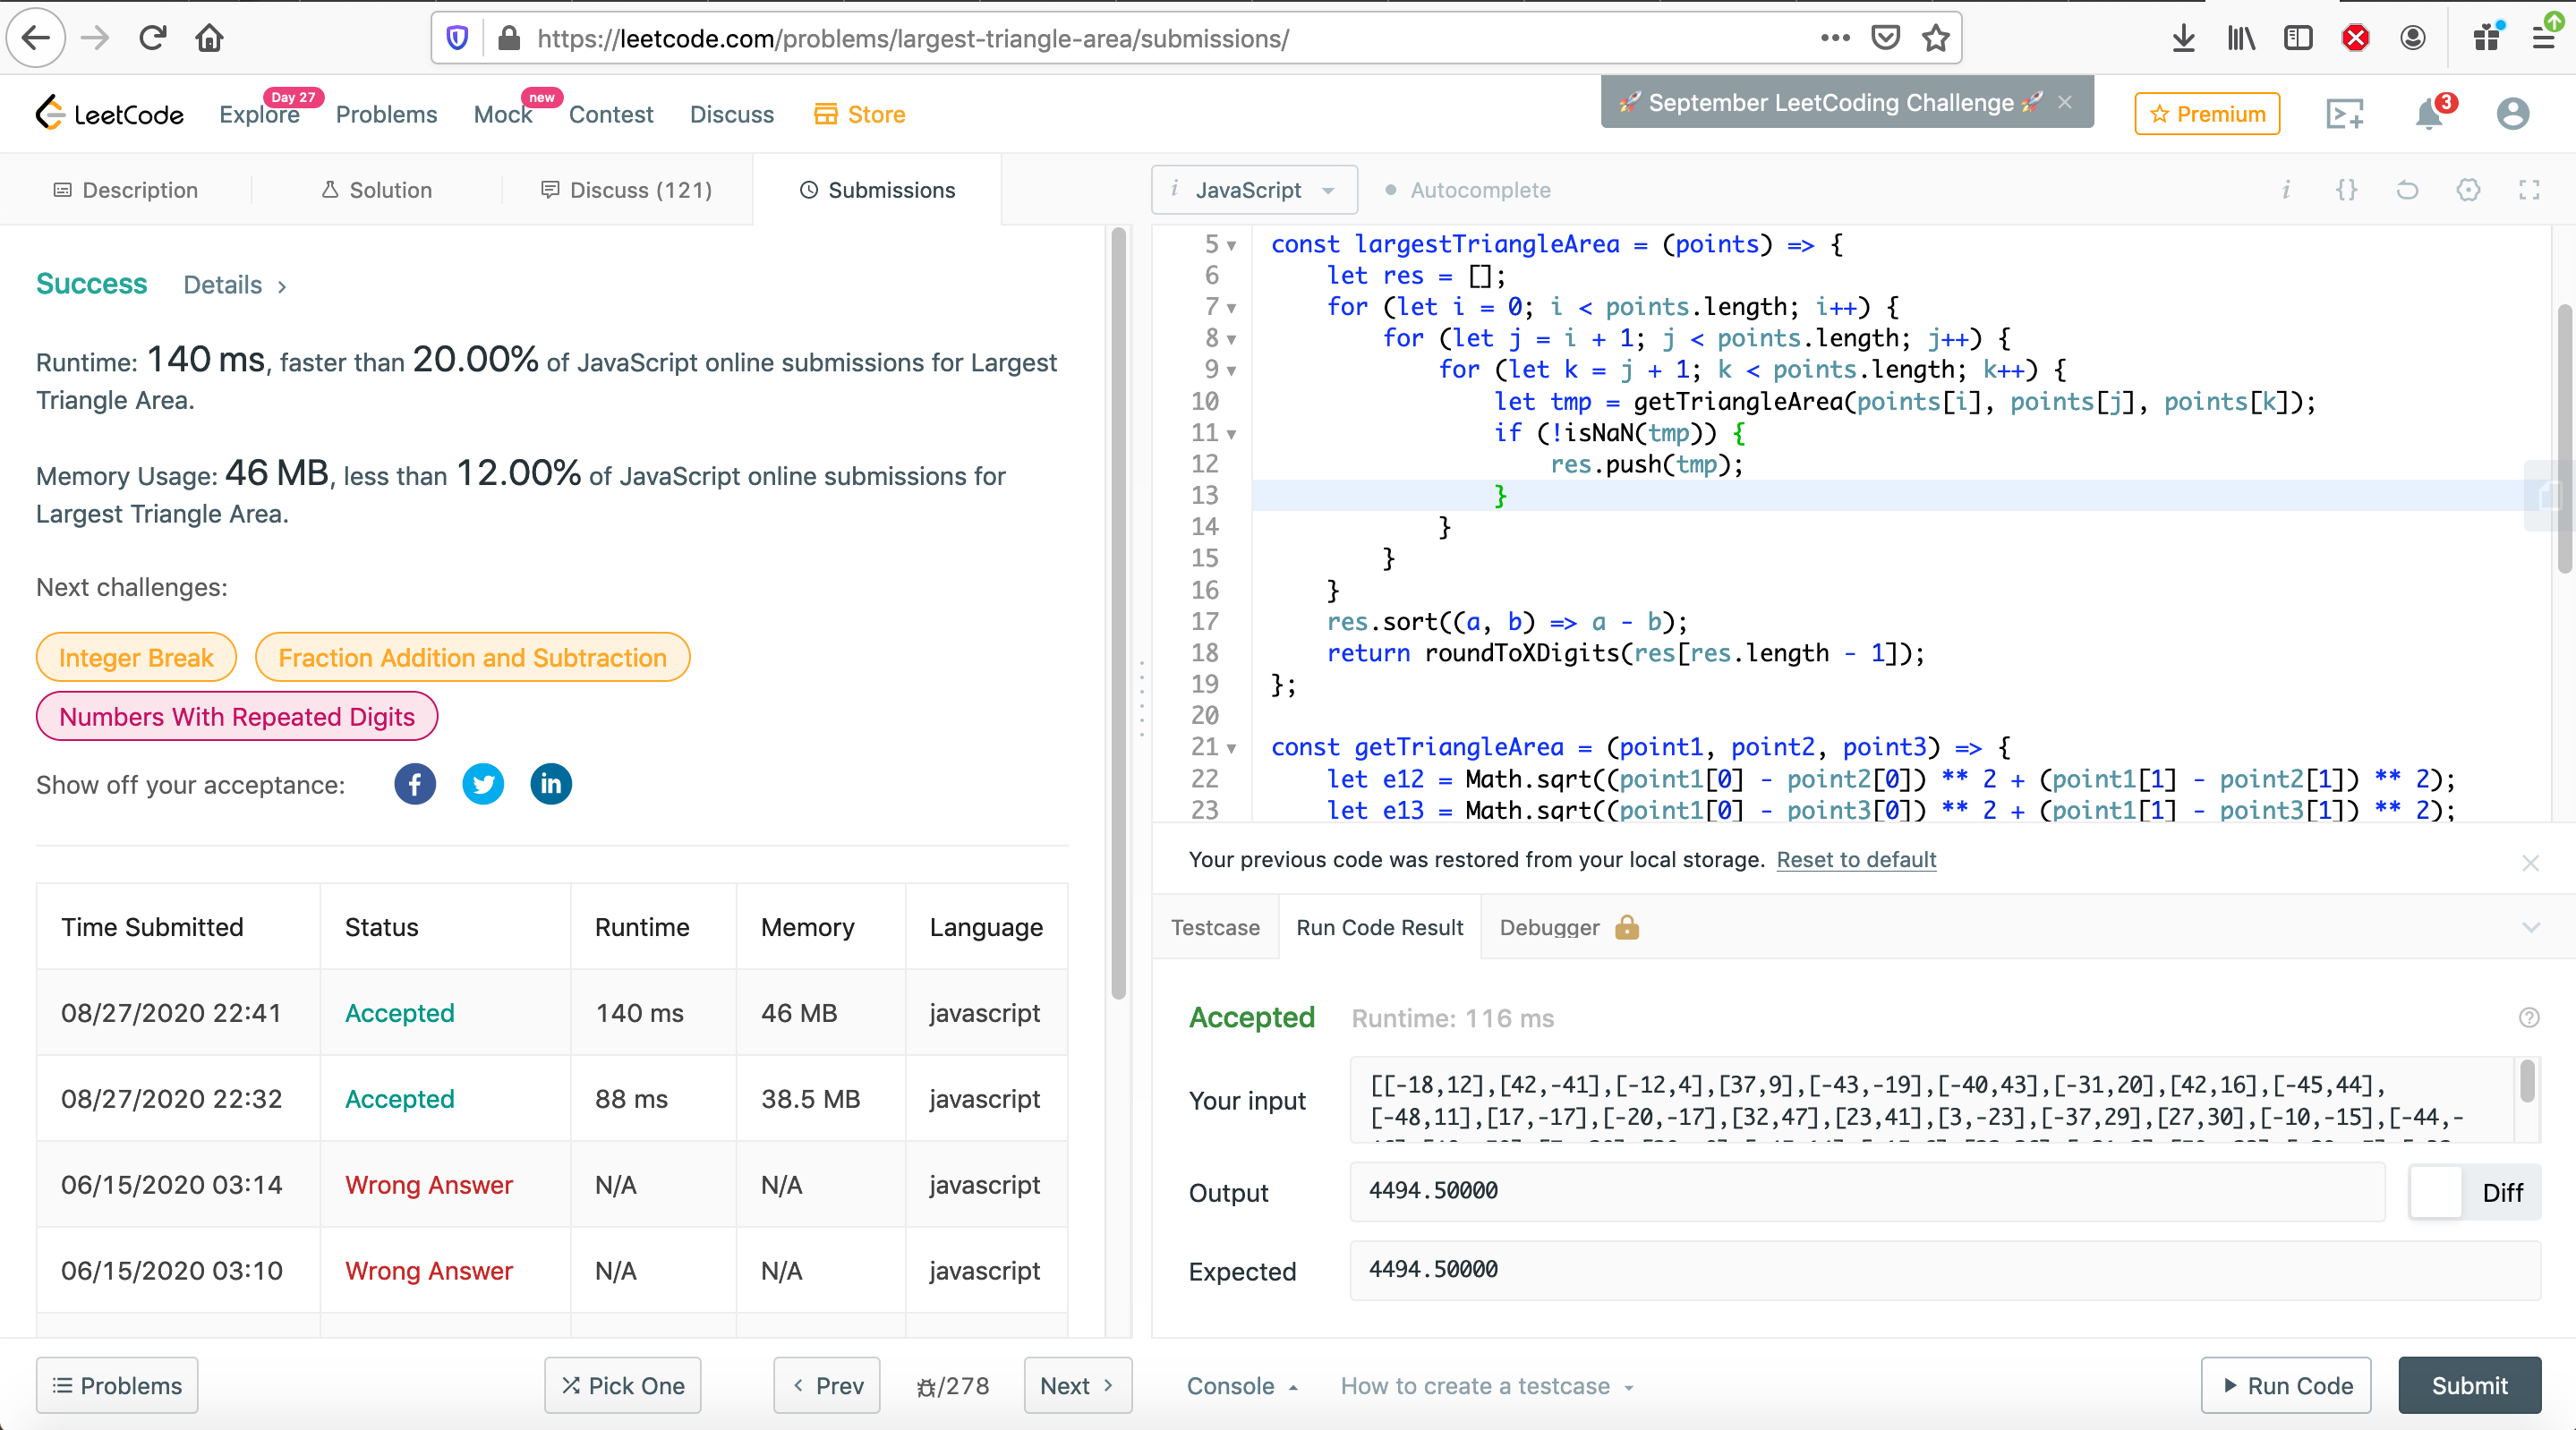 https://leetcode.com/problems/largest-triangle-area/submissions/
LeetCode
Explore
Day 27
Problems
Mock
new
Contest
Discuss
Store
🚀 September LeetCoding Challenge 🚀 ×
Premium
3
Description
Solution
Discuss (121)
Submissions
Success Details >
Runtime: 140 ms, faster than 20.00% of JavaScript online submissions for Largest
Triangle Area.
Memory Usage: 46 MB, less than 12.00% of JavaScript online submissions for
Largest Triangle Area.
Next challenges:
Integer Break
Fraction Addition and Subtraction
Numbers With Repeated Digits
Show off your acceptance:
Time Submitted Status Runtime Memory Language
08/27/2020 22:41 Accepted 140 ms 46 MB javascript
08/27/2020 22:32 Accepted 88 ms 38.5 MB javascript
06/15/2020 03:14 Wrong Answer N/A N/A javascript
06/15/2020 03:10 Wrong Answer N/A N/A javascript
Problems
Pick One
< Prev
/278
Next >
i JavaScript
Autocomplete
5 const largestTriangleArea = (points) => {
6 let res = [];
7 for (let i = 0; i < points.length; i++) {
8 for (let j = i + 1; j < points.length; j++) {
9 for (let k = j + 1; k < points.length; k++) {
10 let tmp = getTriangleArea(points[i], points[j], points[k]);
11 if (!isNaN(tmp)) {
12 res.push(tmp);
13 }
14 }
15 }
16 }
17 res.sort((a, b) => a - b);
18 return roundToXDigits(res[res.length - 1]);
19 };
20
21 const getTriangleArea = (point1, point2, point3) => {
22 let e12 = Math.sqrt((point1[0] - point2[0]) ** 2 + (point1[1] - point2[1]) ** 2);
23 let e13 = Math.sqrt((point1[0] - point3[0]) ** 2 + (point1[1] - point3[1]) ** 2);
Your previous code was restored from your local storage. Reset to default
Testcase
Run Code Result
Debugger
Accepted Runtime: 116 ms
Your input
[[-18,12],[42,-41],[-12,4],[37,9],[-43,-19],[-40,43],[-31,20],[42,16],[-45,44],
[-48,11],[17,-17],[-20,-17],[32,47],[23,41],[3,-23],[-37,29],[27,30],[-10,-15],[-44,-
Output 4494.50000
Diff
Expected 4494.50000
Console
How to create a testcase
Run Code
Submit